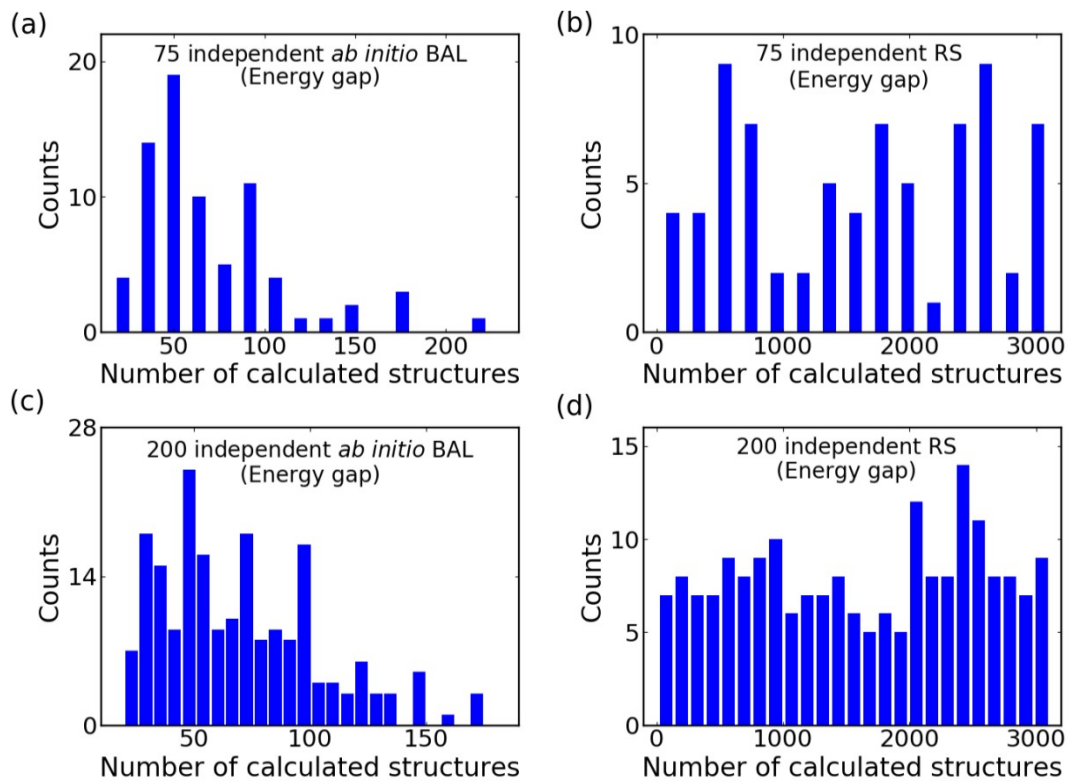 (a)
75 independent ab initio BAL
(Energy gap)
20
10
0
Counts
50 100 150 200
Number of calculated structures
(b)
75 independent RS
(Energy gap)
10
5
0
Counts
0 1000 2000 3000
Number of calculated structures
(c)
200 independent ab initio BAL
(Energy gap)
28
14
0
Counts
50 100 150
Number of calculated structures
(d)
200 independent RS
(Energy gap)
15
10
5
0
Counts
0 1000 2000 3000
Number of calculated structures